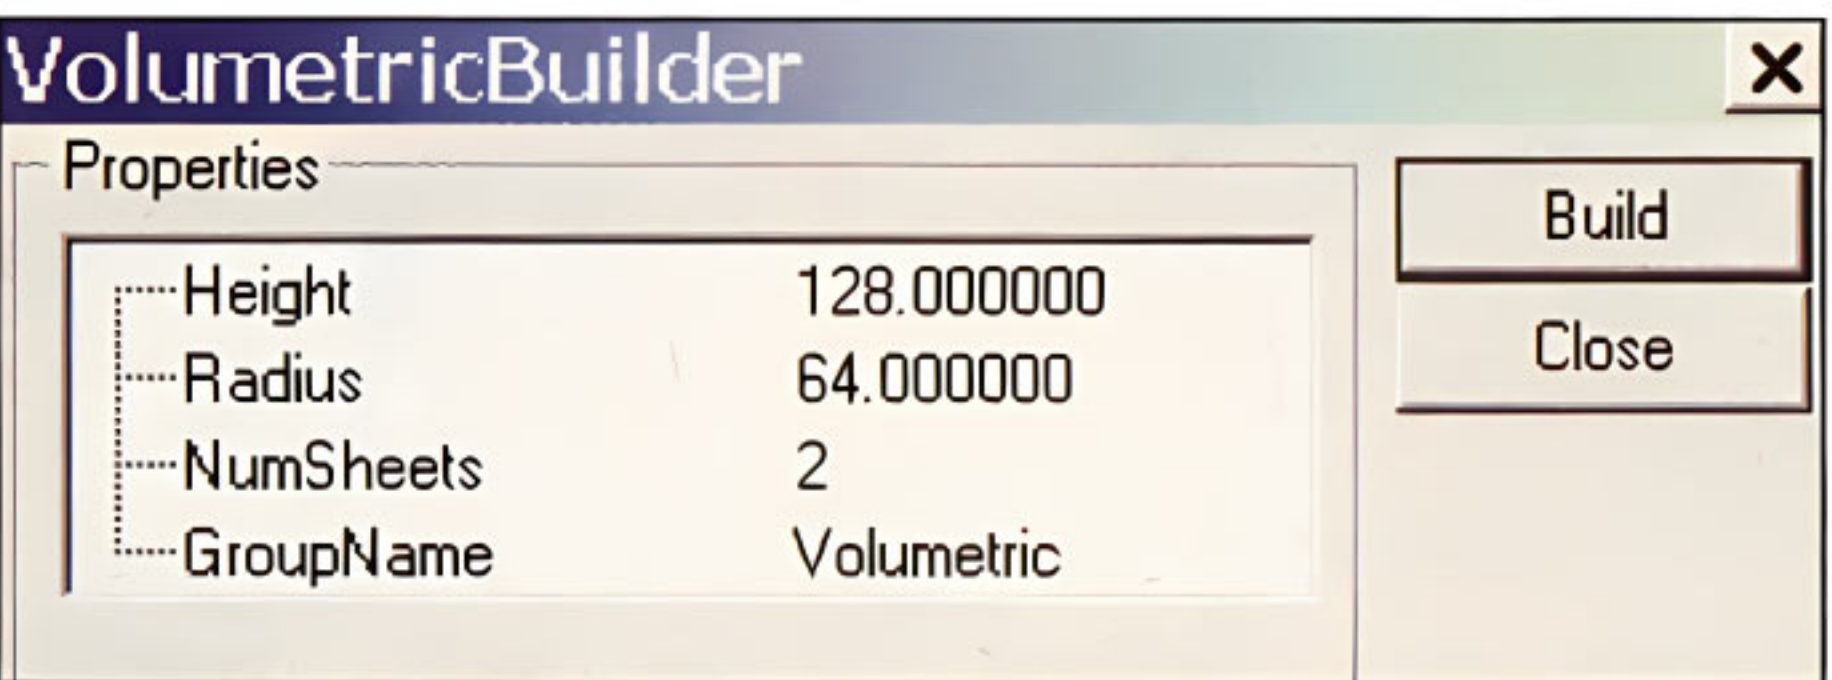 VolumetricBuilder
Properties
Height 128.000000
Radius 64.000000
NumSheets 2
GroupName Volumetric
Build
Close